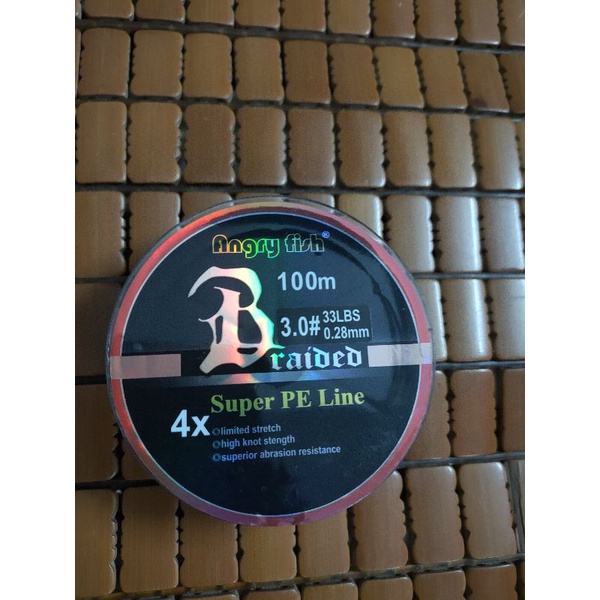 Angry fish®
100m
3.0# 33LBS
0.28mm
Braided
Super PE Line
4x
limited stretch
high knot stength
superior abrasion resistance